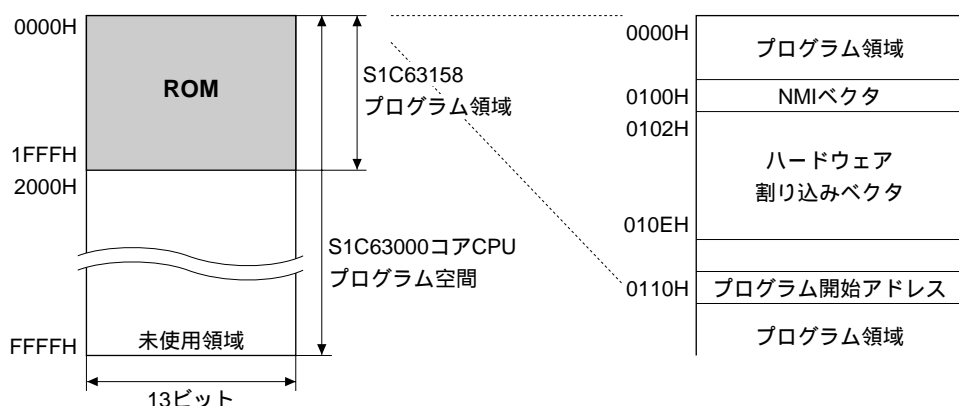 0000H
ROM
1FFFH
2000H
FFFFH
未使用領域
13ビット
S1C63158
プログラム領域
S1C63000コアCPU
プログラム空間
0000H
プログラム領域
0100H
NMIベクタ
0102H
ハードウェア
割り込みベクタ
010EH
0110H
プログラム開始アドレス
プログラム領域